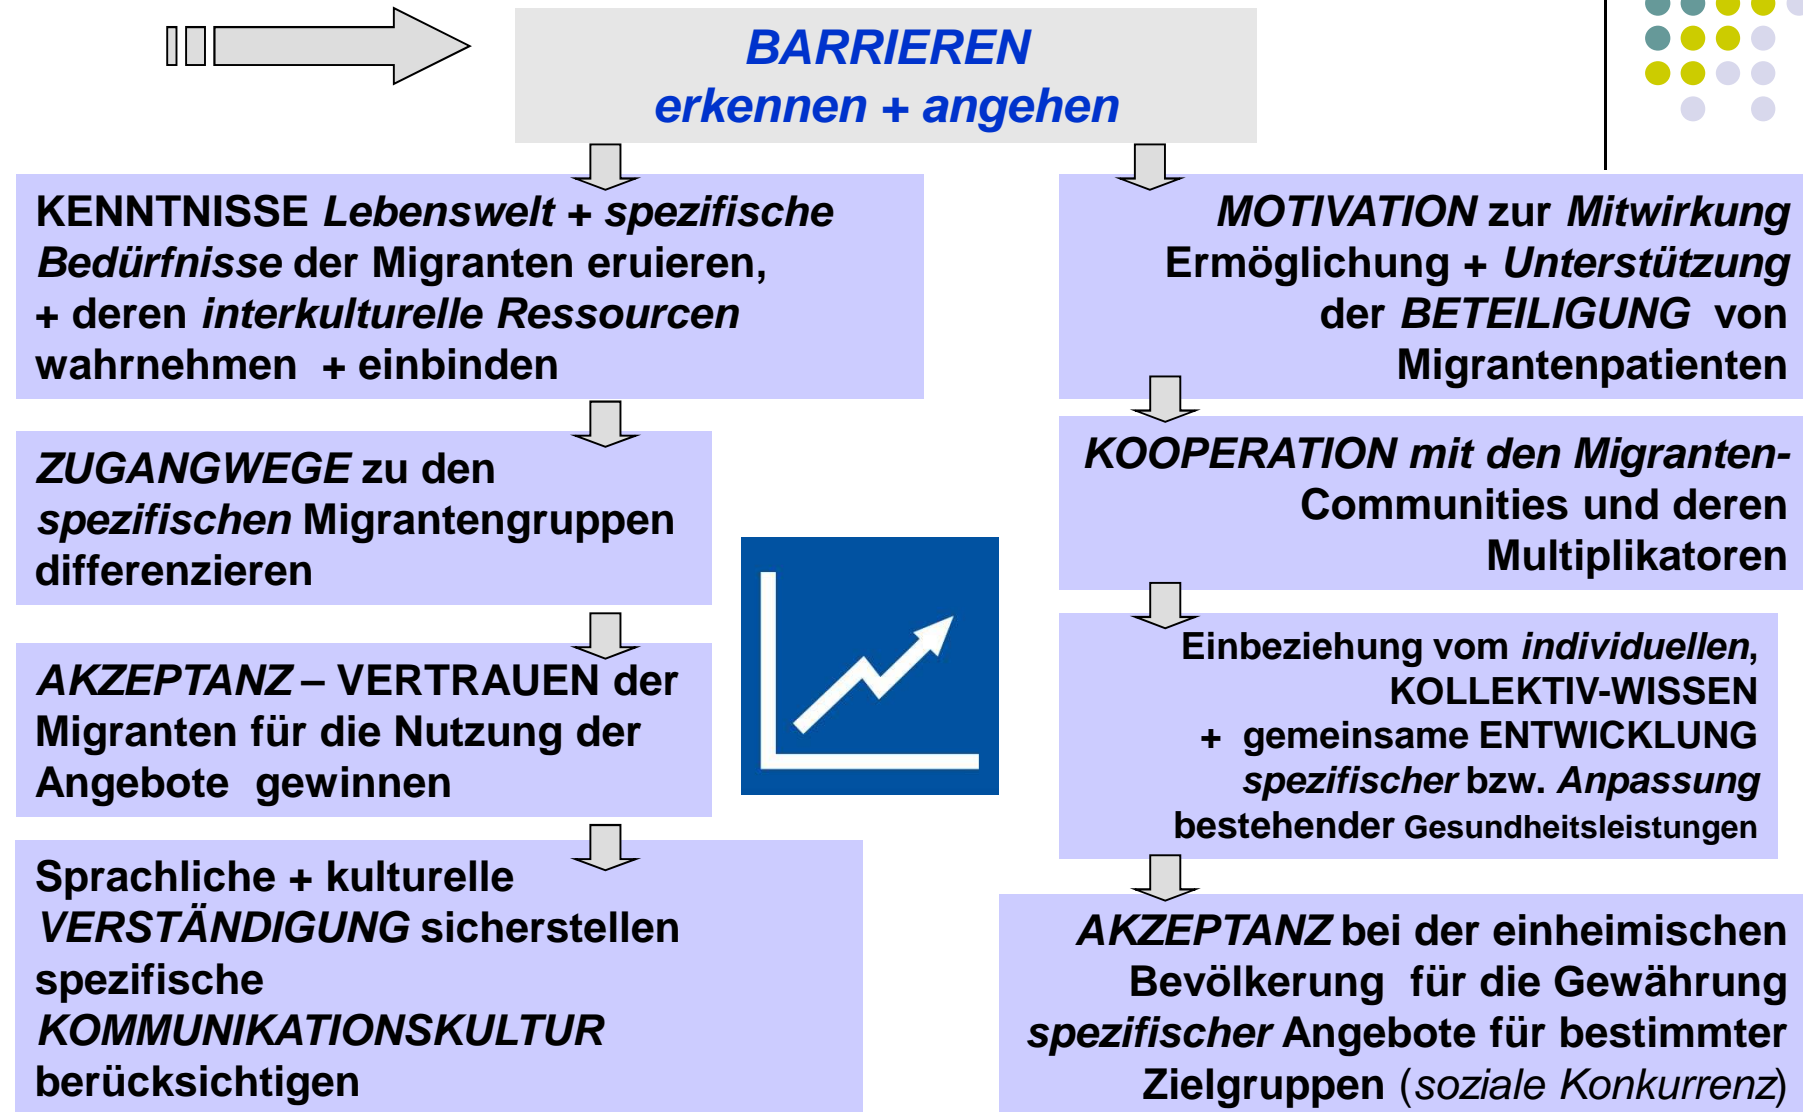 BARRIEREN
erkennen + angehen
KENNTNISSE Lebenswelt + spezifische
Bedürfnisse der Migranten eruieren,
+ deren interkulturelle Ressourcen
wahrnehmen + einbinden
ZUGANGWEGE zu den
spezifischen Migrantengruppen
differenzieren
AKZEPTANZ – VERTRAUEN der
Migranten für die Nutzung der
Angebote gewinnen
Sprachliche + kulturelle
VERSTÄNDIGUNG sicherstellen
spezifische
KOMMUNIKATIONSKULTUR
berücksichtigen
MOTIVATION zur Mitwirkung
Ermöglichung + Unterstützung
der BETEILIGUNG von
Migrantenpatienten
KOOPERATION mit den Migranten-
Communities und deren
Multiplikatoren
Einbeziehung vom individuellen,
KOLLEKTIV-WISSEN
+ gemeinsame ENTWICKLUNG
spezifischer bzw. Anpassung
bestehender Gesundheitsleistungen
AKZEPTANZ bei der einheimischen
Bevölkerung für die Gewährung
spezifischer Angebote für bestimmter
Zielgruppen (soziale Konkurrenz)